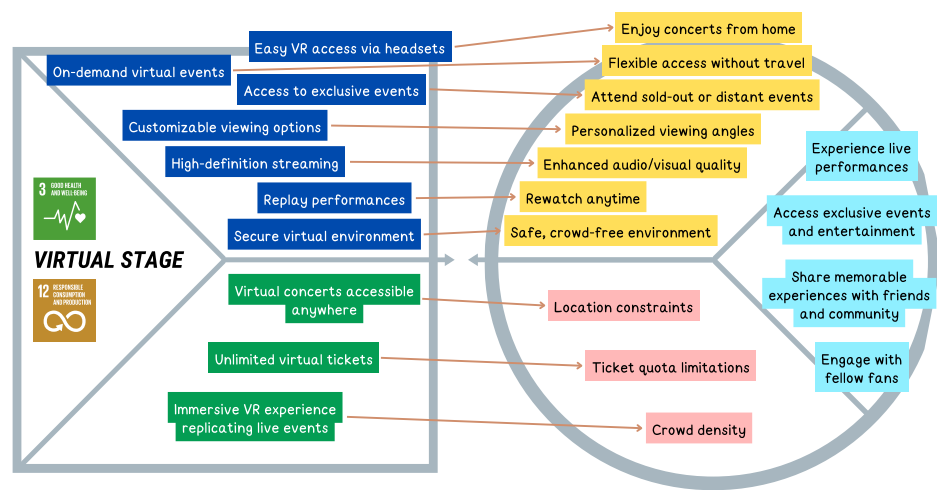 Easy VR access via headsets
On-demand virtual events
Access to exclusive events
Customizable viewing options
High-definition streaming
Replay performances
Secure virtual environment
3 GOOD HEALTH
AND WELL-BEING
VIRTUAL STAGE
12 RESPONSIBLE
CONSUMPTION
AND PRODUCTION
Virtual concerts accessible
anywhere
Unlimited virtual tickets
Immersive VR experience
replicating live events
Enjoy concerts from home
Flexible access without travel
Attend sold-out or distant events
Personalized viewing angles
Enhanced audio/visual quality
Rewatch anytime
Safe, crowd-free environment
Location constraints
Ticket quota limitations
Crowd density
Experience live
performances
Access exclusive events
and entertainment
Share memorable
experiences with friends
and community
Engage with
fellow fans